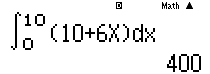 D Math ▲
∫₀¹⁰(10+6X)dx
400